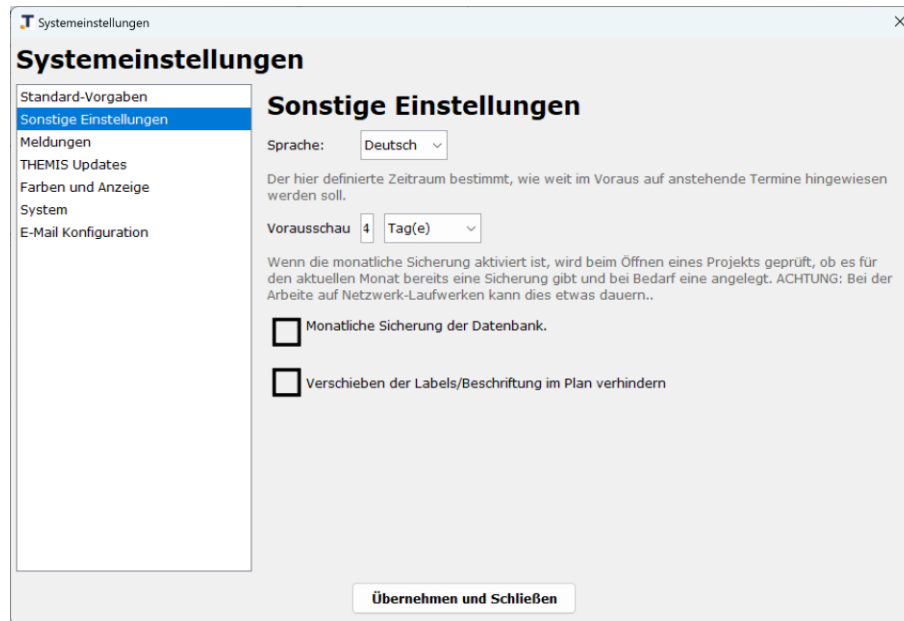 Systemeinstellungen
Systemeinstellungen
Standard-Vorgaben
Sonstige Einstellungen
Meldungen
THEMIS Updates
Farben und Anzeige
System
E-Mail Konfiguration
Sonstige Einstellungen
Sprache: Deutsch
Der hier definierte Zeitraum bestimmt, wie weit im Voraus auf anstehende Termine hingewiesen
werden soll.
Vorausschau 4 Tag(e)
Wenn die monatliche Sicherung aktiviert ist, wird beim Öffnen eines Projekts geprüft, ob es für
den aktuellen Monat bereits eine Sicherung gibt und bei Bedarf eine angelegt. ACHTUNG: Bei der
Arbeite auf Netzwerk-Laufwerken kann dies etwas dauern..
Monatliche Sicherung der Datenbank.
Verschieben der Labels/Beschriftung im Plan verhindern
Übernehmen und Schließen